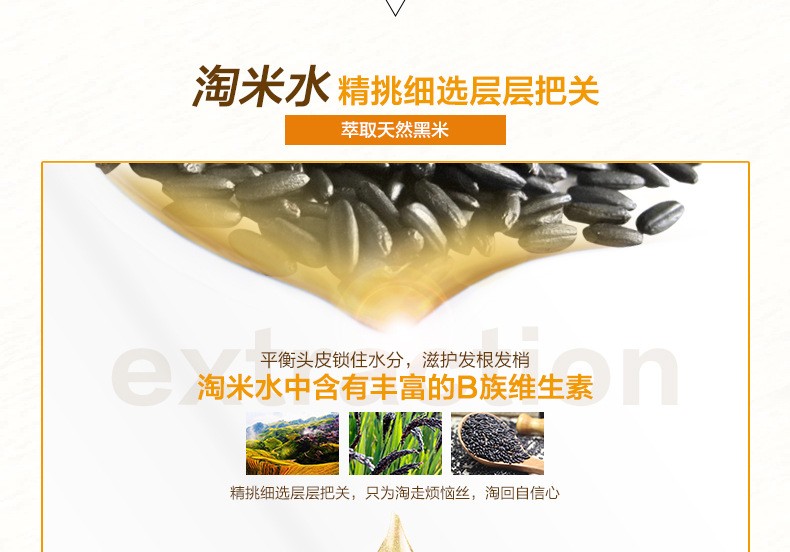 淘米水 精挑细选层层把关
萃取天然黑米
extraction
平衡头皮锁住水分，滋护发根发梢
淘米水中含有丰富的B族维生素
精挑细选层层把关，只为淘走烦恼丝，淘回自信心